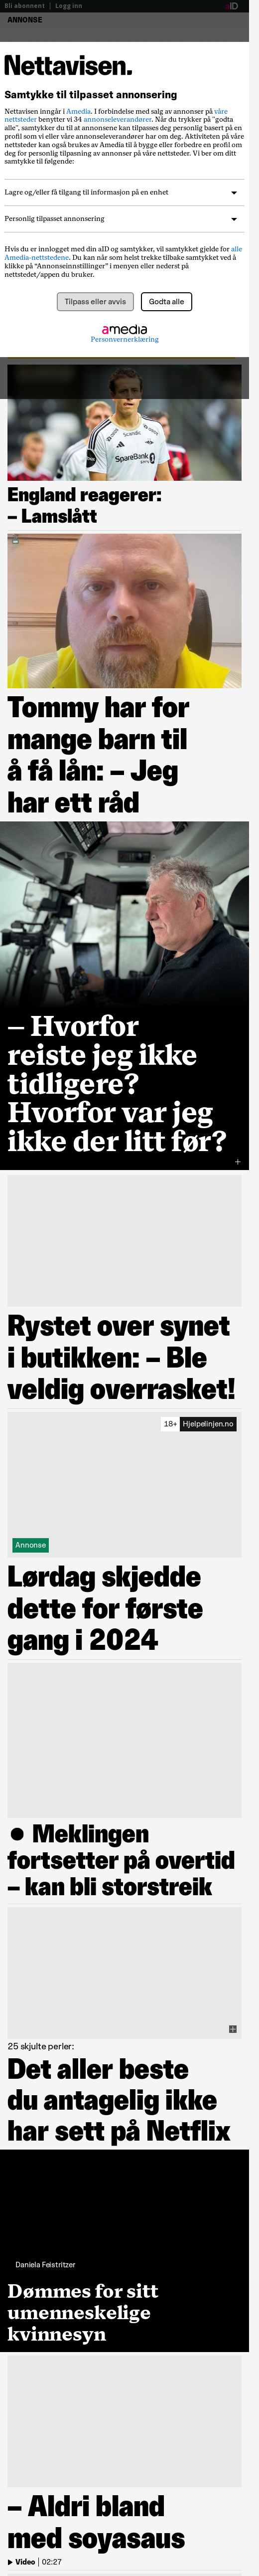 Bli abonnent | Logg inn aID
ANNONSE
Nettavisen.
Samtykke til tilpasset annonsering
Nettavisen inngår i Amedia. I forbindelse med salg av annonser på våre
nettsteder benytter vi 34 annonseleverandører. Når du trykker på "godta
alle", samtykker du til at annonsene kan tilpasses deg personlig basert på en
profil som vi eller våre annonseleverandører har om deg. Aktiviteten på våre
nettsteder kan også brukes av Amedia til å bygge eller forbedre en profil om
deg for personlig tilpassing av annonser på våre nettsteder. Vi ber om ditt
samtykke til følgende:
Lagre og/eller få tilgang til informasjon på en enhet
Personlig tilpasset annonsering
Hvis du er innlogget med din aID og samtykker, vil samtykket gjelde for alle
Amedia-nettstedene. Du kan når som helst trekke tilbake samtykket ved å
klikke på “Annonseinnstillinger” i menyen eller nederst på
nettstedet/appen du bruker.
Tilpass eller avvis Godta alle
amedia
Personvernerklæring
Scandic
SpareBank
England reagerer:
– Lamslått
Tommy har for
mange barn til
å få lån: – Jeg
har ett råd
– Hvorfor
reiste jeg ikke
tidligere?
Hvorfor var jeg
ikke der litt før?
Rystet over synet
i butikken: – Ble
veldig overrasket!
18+ Hjelpelinjen.no
Annonse
Lørdag skjedde
dette for første
gang i 2024
● Meklingen
fortsetter på overtid
– kan bli storstreik
25 skjulte perler:
Det aller beste
du antagelig ikke
har sett på Netflix
Daniela Feistritzer
Dømmes for sitt
umenneskelige
kvinnesyn
– Aldri bland
med soyasaus
Video | 02:27